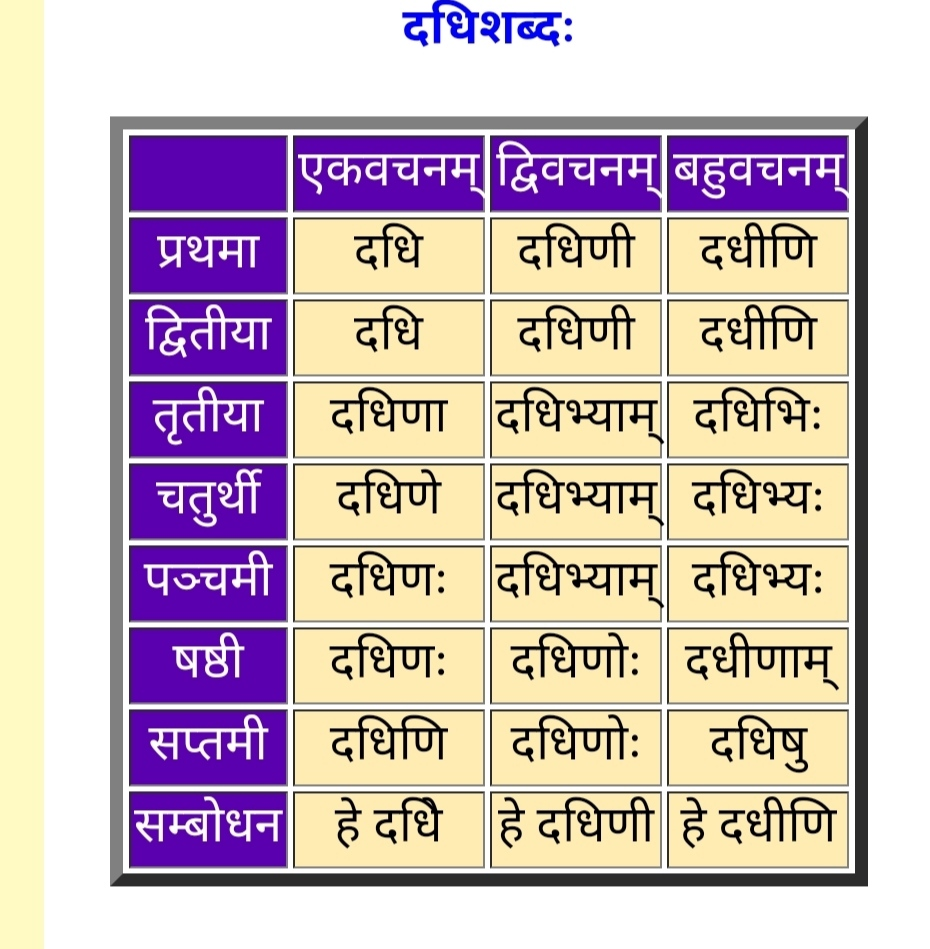 दधिशब्दः
एकवचनम् द्विवचनम् बहुवचनम्
प्रथमा दधि दधिणी दधीणि
द्वितीया दधि दधिणी दधीणि
तृतीया दधिणा दधिभ्याम् दधिभिः
चतुर्थी दधिणे दधिभ्याम् दधिभ्यः
पञ्चमी दधिणः दधिभ्याम् दधिभ्यः
षष्ठी दधिणः दधिणोः दधीणाम्
सप्तमी दधिणि दधिणोः दधिषु
सम्बोधन हे दधिे हे दधिणी हे दधीणि